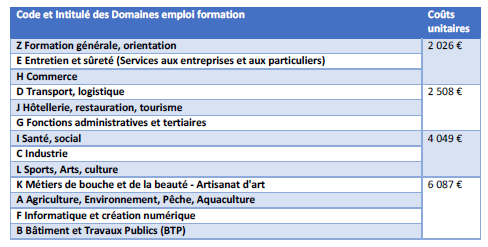 Code et Intitulé des Domaines emploi formation Coûts unitaires
Z Formation générale, orientation 2 026 €
E Entretien et sûreté (Services aux entreprises et aux particuliers)
H Commerce
D Transport, logistique 2 508 €
J Hôtellerie, restauration, tourisme
G Fonctions administratives et tertiaires
I Santé, social 4 049 €
C Industrie
L Sports, Arts, culture
K Métiers de bouche et de la beauté - Artisanat d'art 6 087 €
A Agriculture, Environnement, Pêche, Aquaculture
F Informatique et création numérique
B Bâtiment et Travaux Publics (BTP)